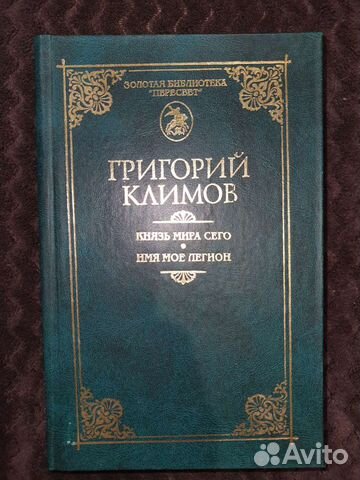 ЗОЛОТАЯ БИБЛИОТЕКА
"ПЕРЕСВЕТ"
ГРИГОРИЙ
КЛИМОВ
КНЯЗЬ МИРА СЕГО
ИМЯ МОЕ ЛЕГИОН
Avito